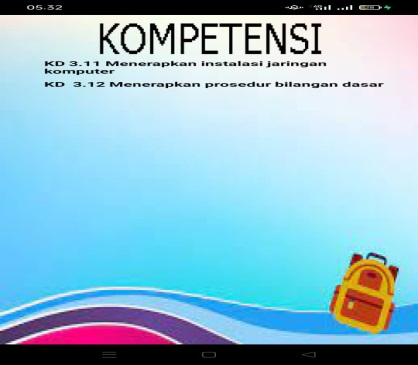 05.32
KOMPETENSI
KD 3.11 Menerapkan instalasi jaringan
komputer
KD 3.12 Menerapkan prosedur bilangan dasar